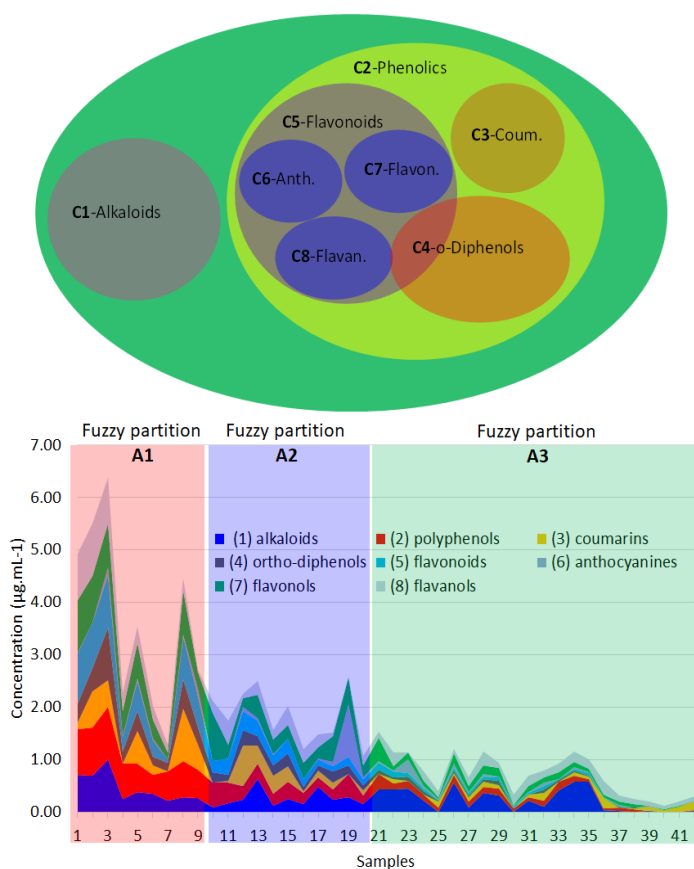 C2-Phenolics
C5-Flavonoids
C3-Coum.
C6-Anth.
C7-Flavon.
C1-Alkaloids
C8-Flavan.
C4-o-Diphenols
Fuzzy partition Fuzzy partition Fuzzy partition
A1 A2 A3
7.00
6.00
5.00
4.00
3.00
2.00
1.00
0.00
Concentration (µg.mL-1)
(1) alkaloids (2) polyphenols (3) coumarins
(4) ortho-diphenols (5) flavonoids (6) anthocyanines
(7) flavonols (8) flavanols
1 3 5 7 9 11 13 15 17 19 21 23 25 27 29 31 33 35 37 39 41
Samples